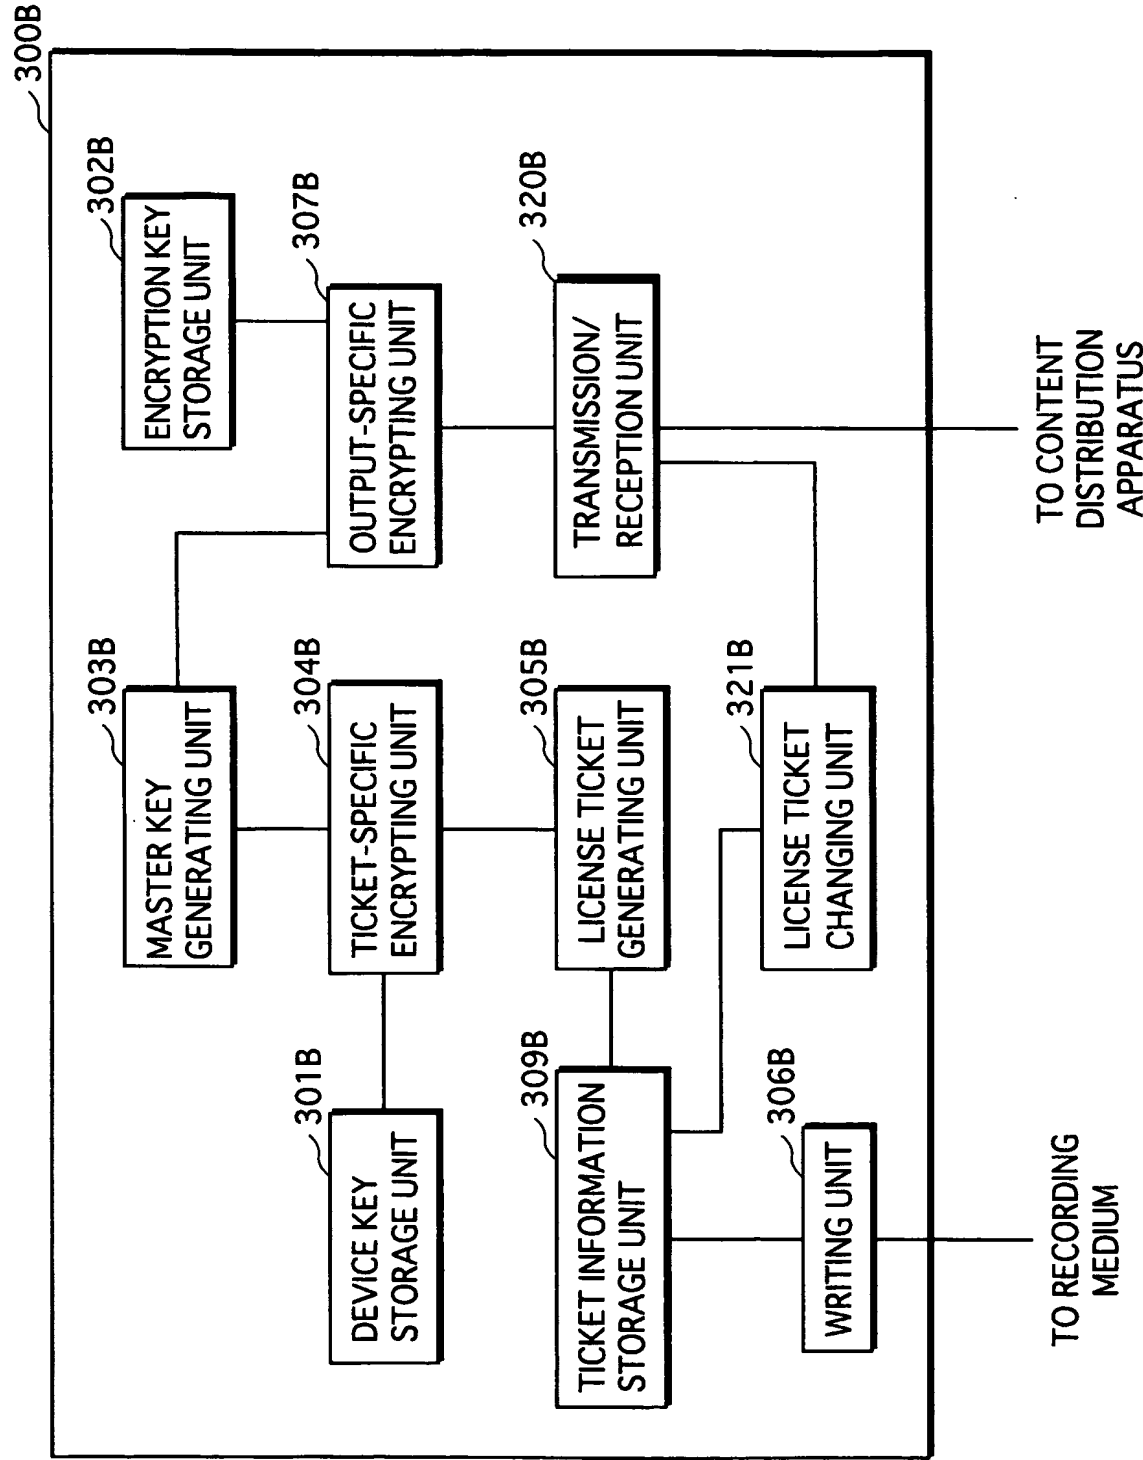 300B
303B
MASTER KEY
GENERATING UNIT
302B
ENCRYPTION KEY
STORAGE UNIT
301B
DEVICE KEY
STORAGE UNIT
304B
TICKET-SPECIFIC
ENCRYPTING UNIT
307B
OUTPUT-SPECIFIC
ENCRYPTING UNIT
309B
TICKET INFORMATION
STORAGE UNIT
305B
LICENSE TICKET
GENERATING UNIT
320B
TRANSMISSION/
RECEPTION UNIT
306B
WRITING UNIT
321B
LICENSE TICKET
CHANGING UNIT
TO RECORDING
MEDIUM
TO CONTENT
DISTRIBUTION
APPARATUS